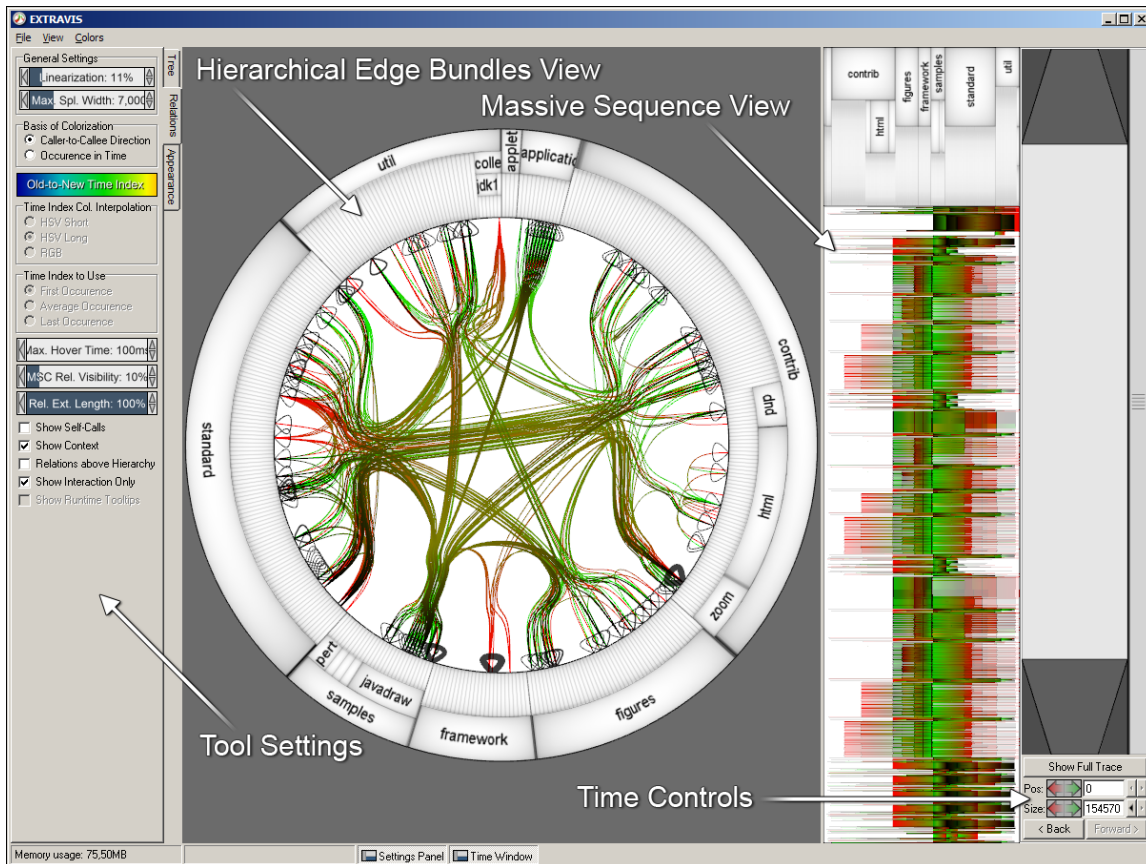 EXTRAVIS
File View Colors
General Settings
Linearization: 11%
Max. Spl. Width: 7,000
Basis of Colorization
Caller-to-Callee Direction
Occurence in Time
Old-to-New Time Index
Time Index Col. Interpolation
HSV Short
HSV Long
RGB
Time Index to Use
First Occurence
Average Occurence
Last Occurence
Max. Hover Time: 100ms
MSC Rel. Visibility: 10%
Rel. Ext. Length: 100%
Show Self-Calls
Show Context
Relations above Hierarchy
Show Interaction Only
Show Runtime Tooltips
Tree
Relations
Appearance
Hierarchical Edge Bundles View
Massive Sequence View
util
colle
jdk1
applet
applicatic
contrib
dnd
html
zoom
figures
framework
samples
javadraw
pert
standard
Tool Settings
Time Controls
contrib
html
figures
framework
samples
standard
util
Show Full Trace
Pos: 0
Size: 154570
< Back Forward >
Memory usage: 75,50MB
Settings Panel Time Window